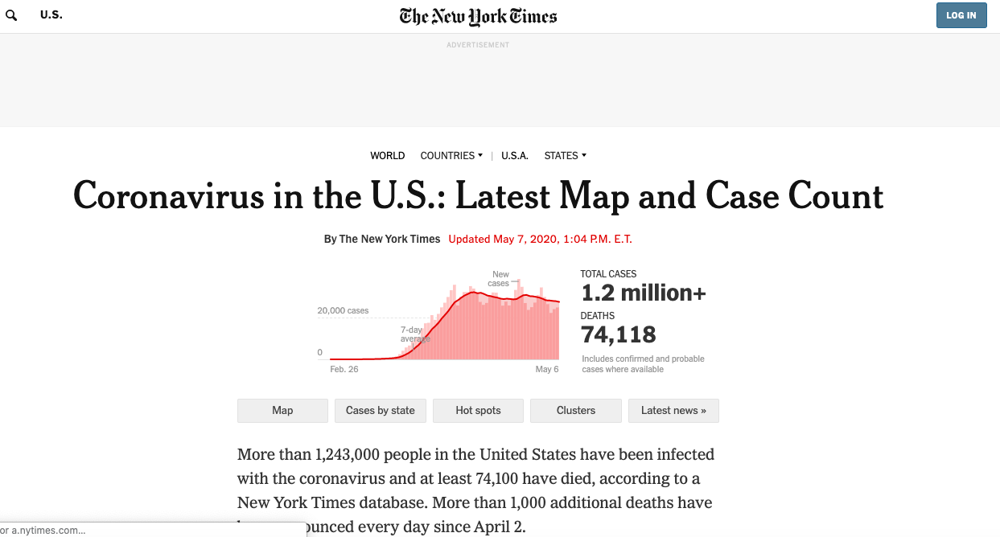 U.S.
The New York Times
LOG IN
ADVERTISEMENT
WORLD COUNTRIES | U.S.A. STATES
Coronavirus in the U.S.: Latest Map and Case Count
By The New York Times Updated May 7, 2020, 1:04 P.M. E.T.
New
cases
20,000 cases
7-day
average
0
Feb. 26
May 6
TOTAL CASES
1.2 million+
DEATHS
74,118
Includes confirmed and probable
cases where available
Map
Cases by state
Hot spots
Clusters
Latest news »
More than 1,243,000 people in the United States have been infected
with the coronavirus and at least 74,100 have died, according to a
New York Times database. More than 1,000 additional deaths have
ounced every day since April 2.
or a.nytimes.com...